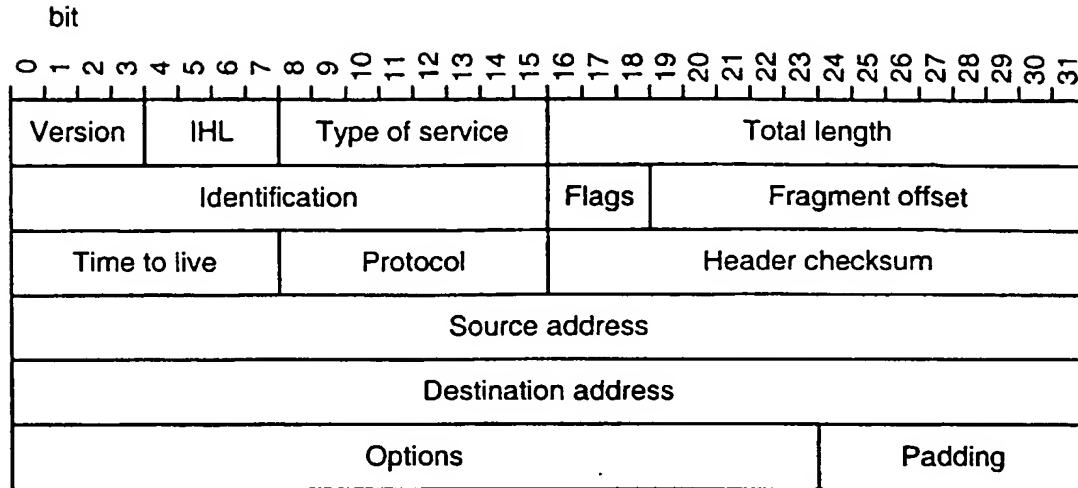 bit
0 1 2 3 4 5 6 7 8 9 10 11 12 13 14 15 16 17 18 19 20 21 22 23 24 25 26 27 28 29 30 31
Version IHL Type of service Total length
Identification Flags Fragment offset
Time to live Protocol Header checksum
Source address
Destination address
Options Padding